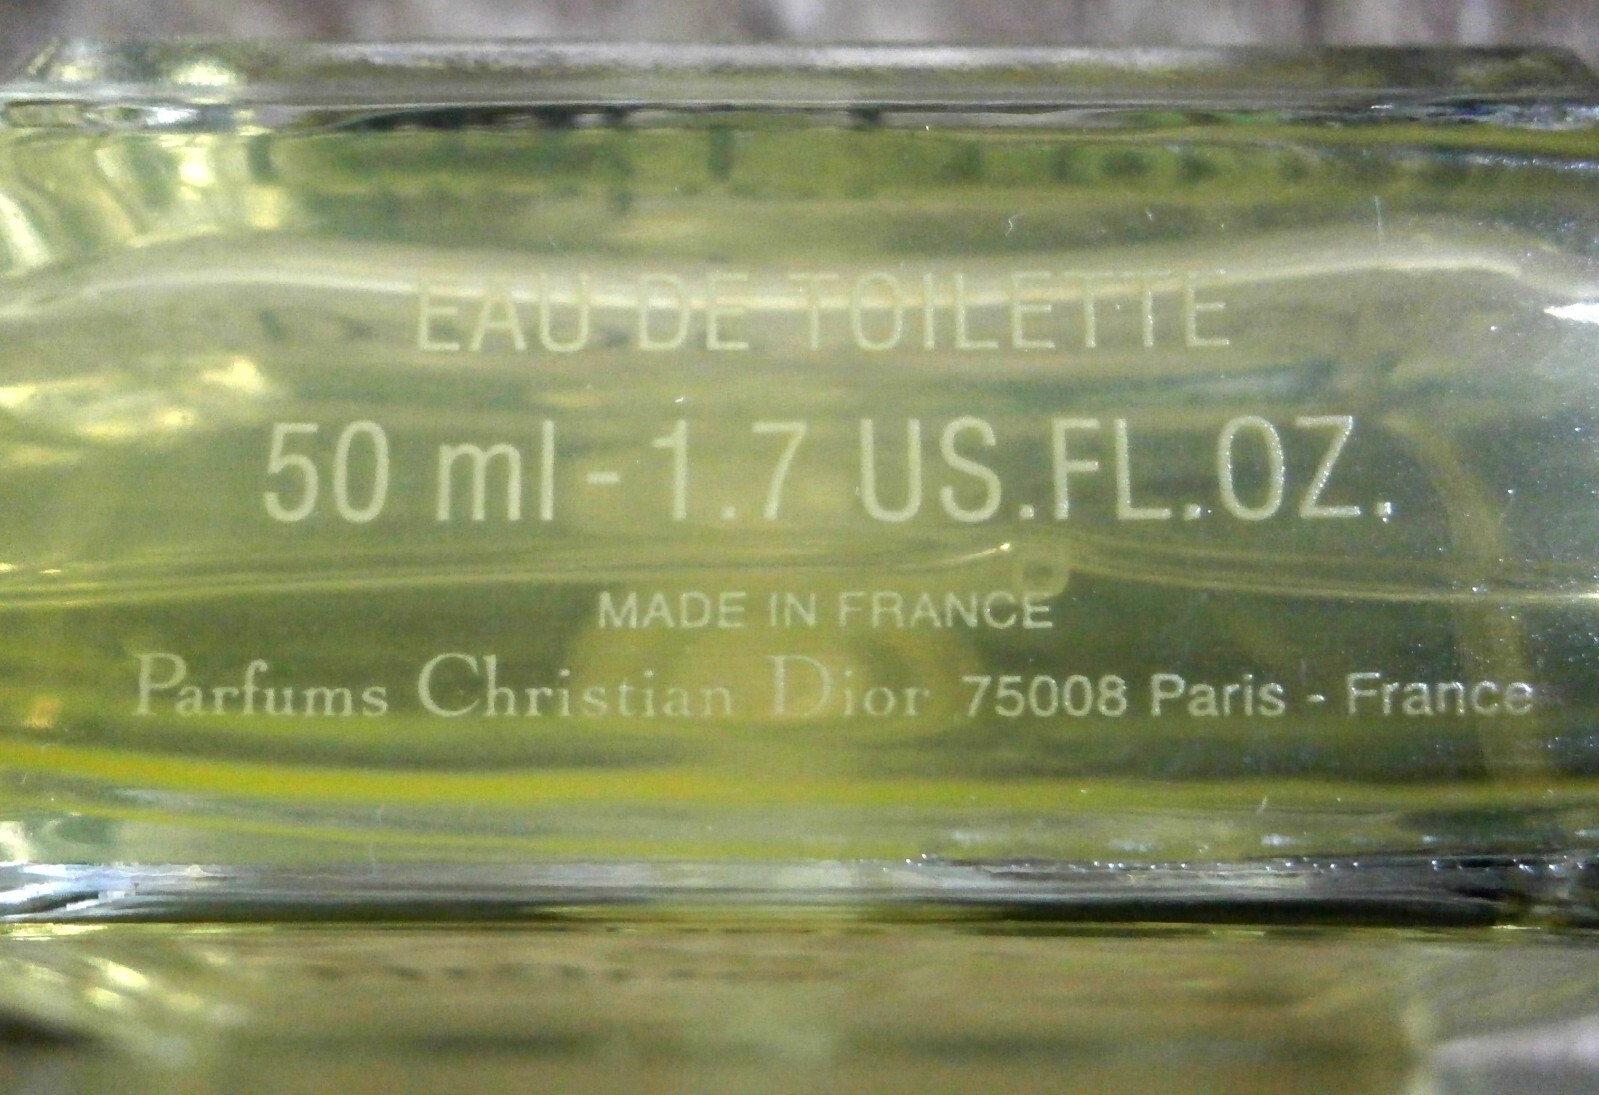 EAU DE TOILETTE
50 ml - 1.7 US.FL.OZ.
MADE IN FRANCE
Parfums Christian Dior 75008 Paris - France